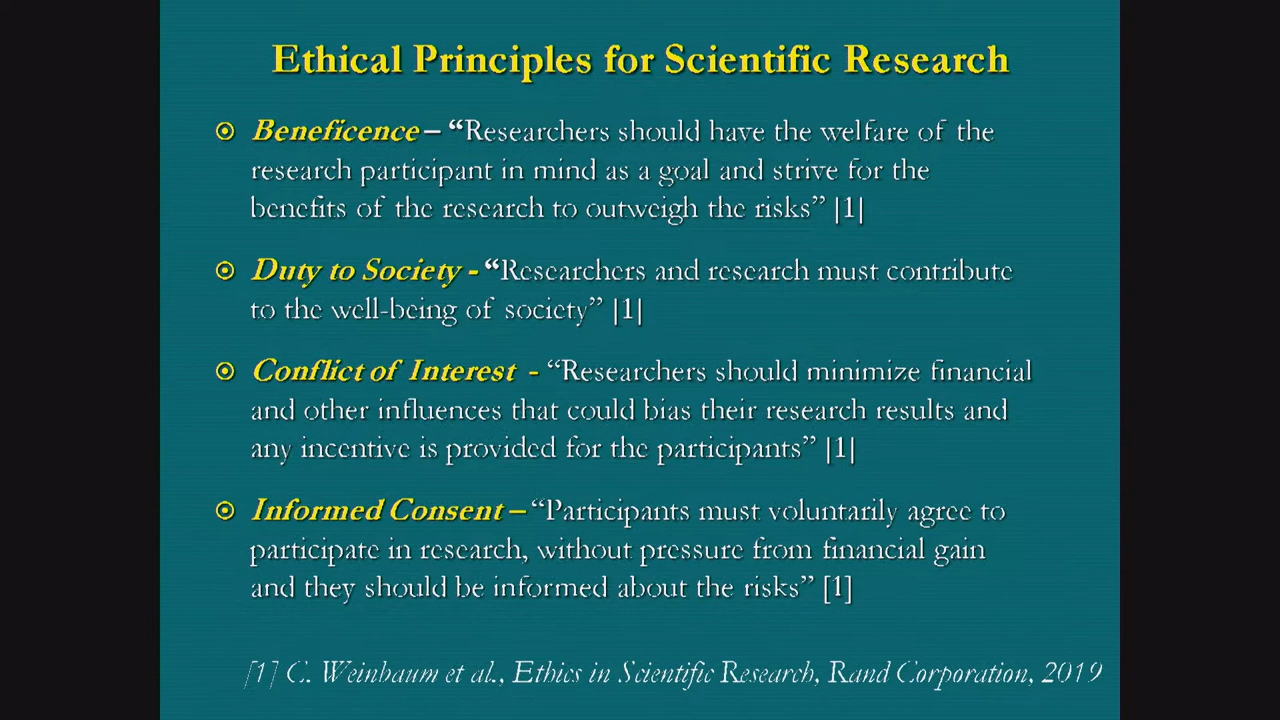 Ethical Principles for Scientific Research
Beneficence – “Researchers should have the welfare of the
research participant in mind as a goal and strive for the
benefits of the research to outweigh the risks” [1]
Duty to Society - “Researchers and research must contribute
to the well-being of society” [1]
Conflict of Interest - “Researchers should minimize financial
and other influences that could bias their research results and
any incentive is provided for the participants” [1]
Informed Consent – “Participants must voluntarily agree to
participate in research, without pressure from financial gain
and they should be informed about the risks” [1]
[1] C. Weinbaum et al., Ethics in Scientific Research, Rand Corporation, 2019